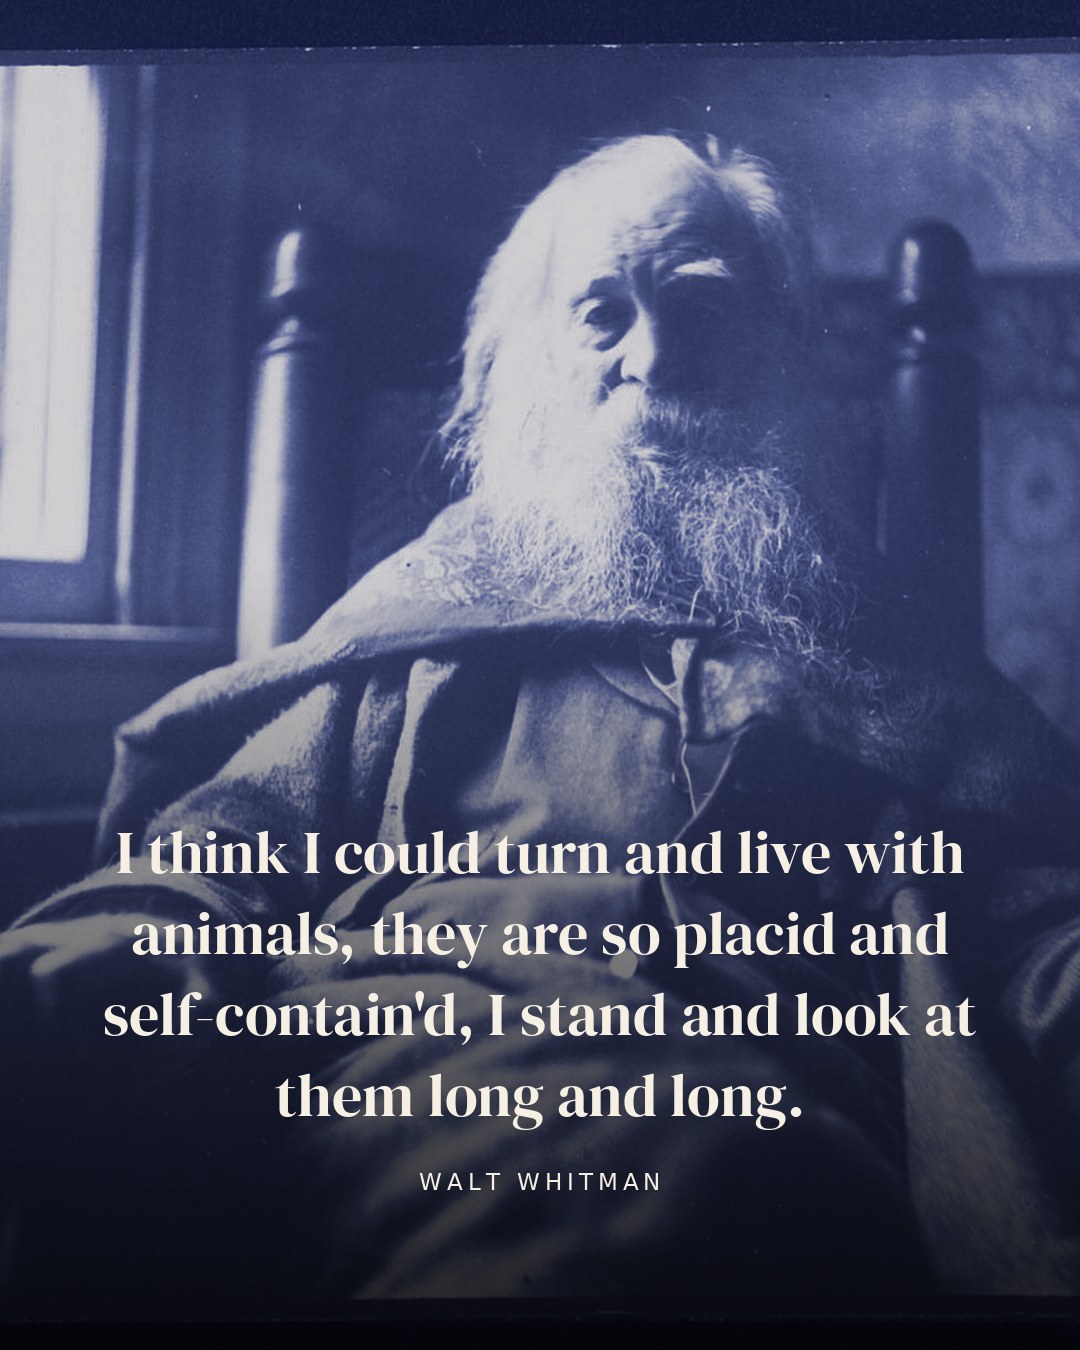 I think I could turn and live with
animals, they are so placid and
self-contain'd, I stand and look at
them long and long.
WALT WHITMAN